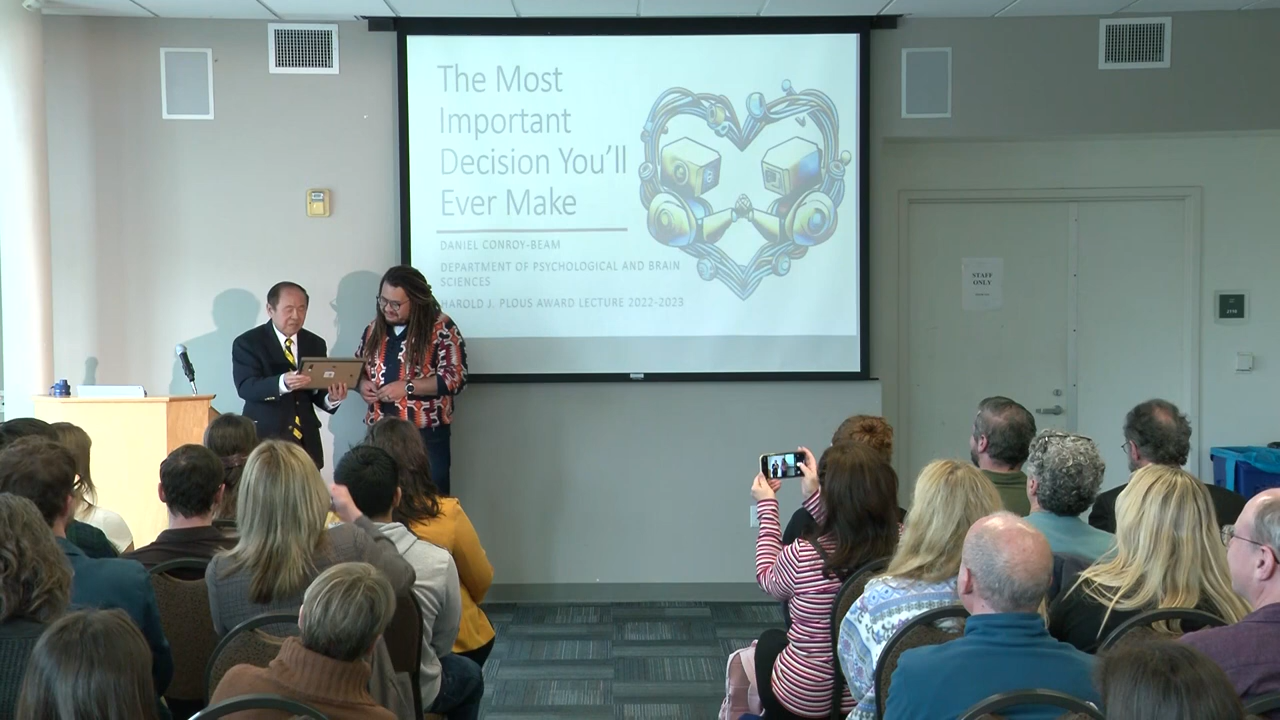 The Most
Important
Decision You'll
Ever Make
DANIEL CONROY-BEAM
DEPARTMENT OF PSYCHOLOGICAL AND BRAIN
SCIENCES
HAROLD J. PLOUS AWARD LECTURE 2022-2023
STAFF
ONLY